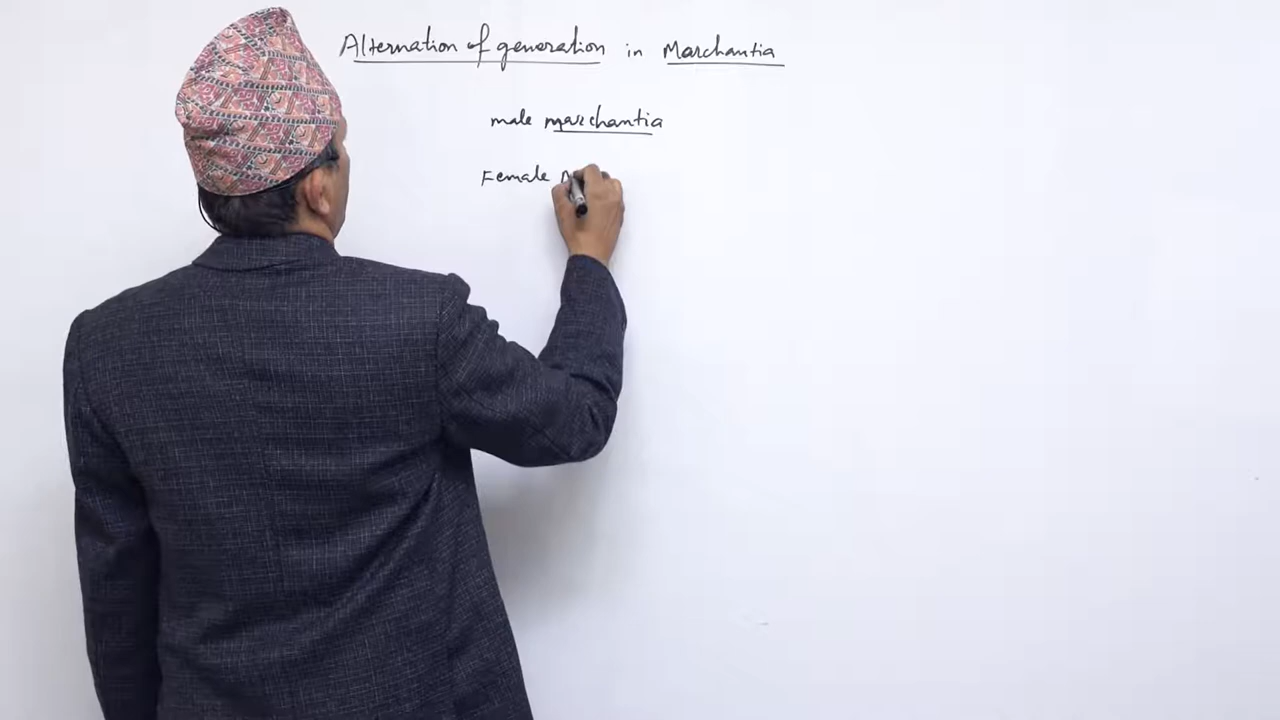 Alternation of generation in Marchantia
male marchantia
Female